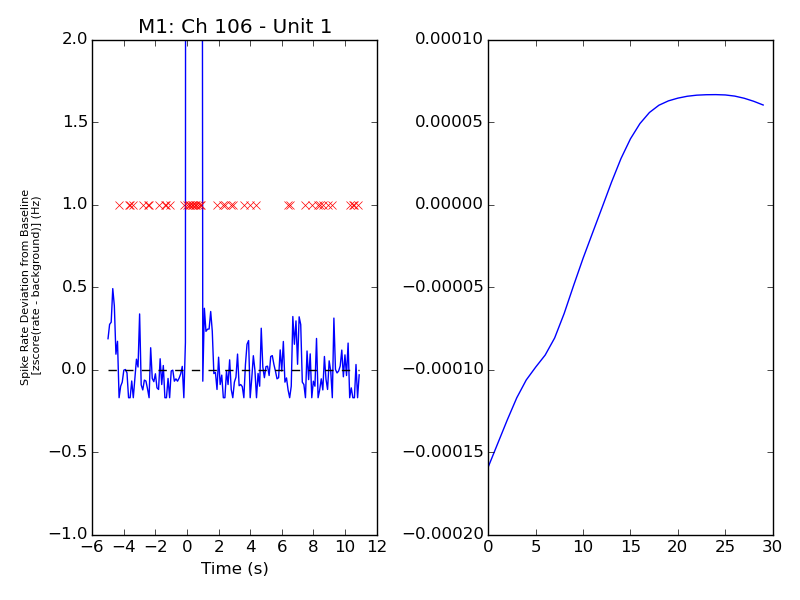 M1: Ch 106 - Unit 1
Spike Rate Deviation from Baseline
[zscore(rate - background)] (Hz)
2.0
1.5
1.0
0.5
0.0
−0.5
−1.0
−6 −4 −2 0 2 4 6 8 10 12
Time (s)
0.00010
0.00005
0.00000
−0.00005
−0.00010
−0.00015
−0.00020
0 5 10 15 20 25 30